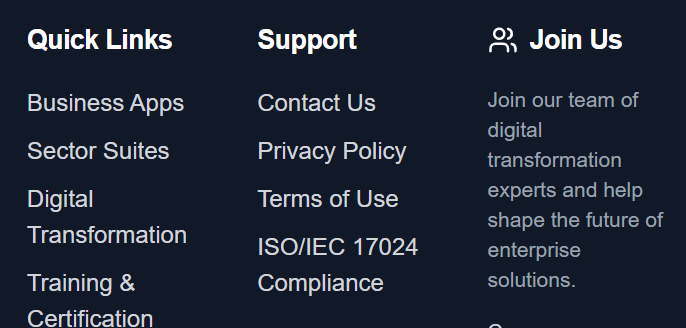 Quick Links
Business Apps
Sector Suites
Digital
Transformation
Training &
Certification
Support
Contact Us
Privacy Policy
Terms of Use
ISO/IEC 17024
Compliance
Join Us
Join our team of
digital
transformation
experts and help
shape the future of
enterprise
solutions.